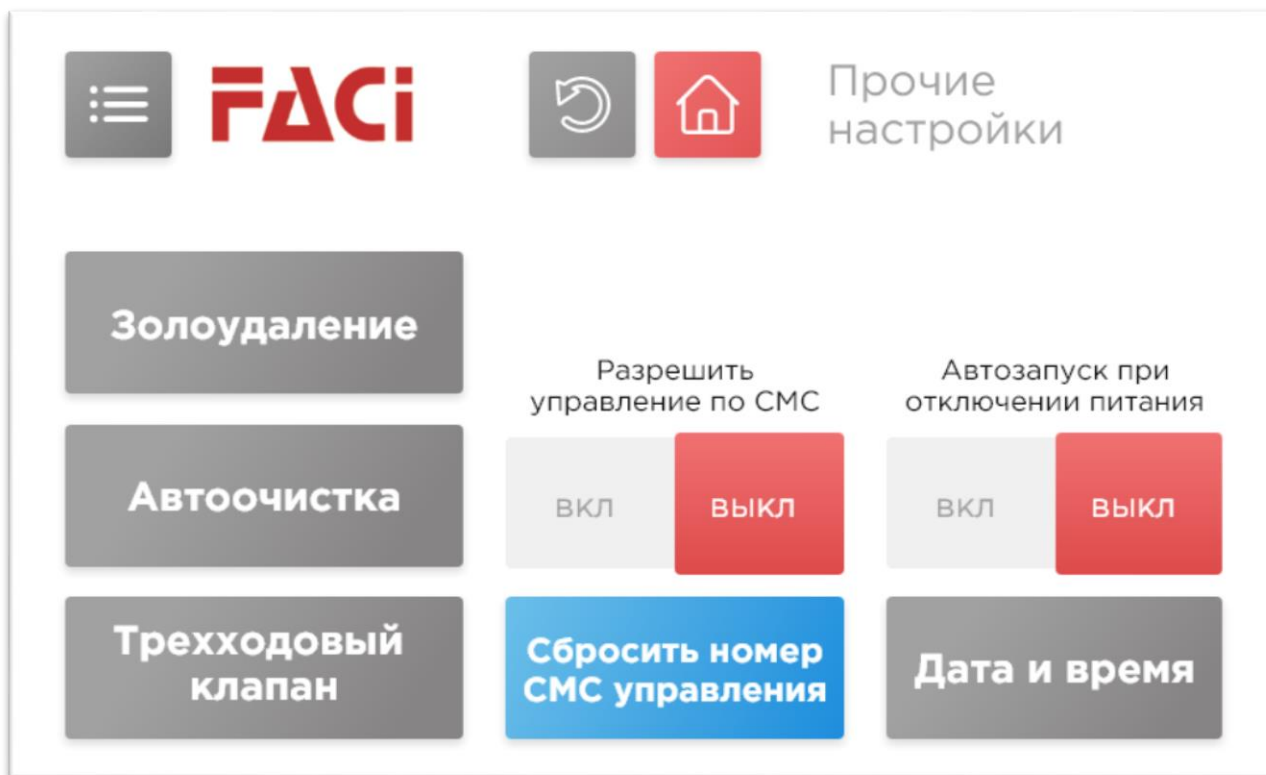 FACi
Прочие
настройки
Золоудаление
Разрешить
управление по СМС
Автозапуск при
отключении питания
Автоочистка
ВКЛ
ВЫКЛ
ВКЛ
ВЫКЛ
Трехходовый
клапан
Сбросить номер
СМС управления
Дата и время